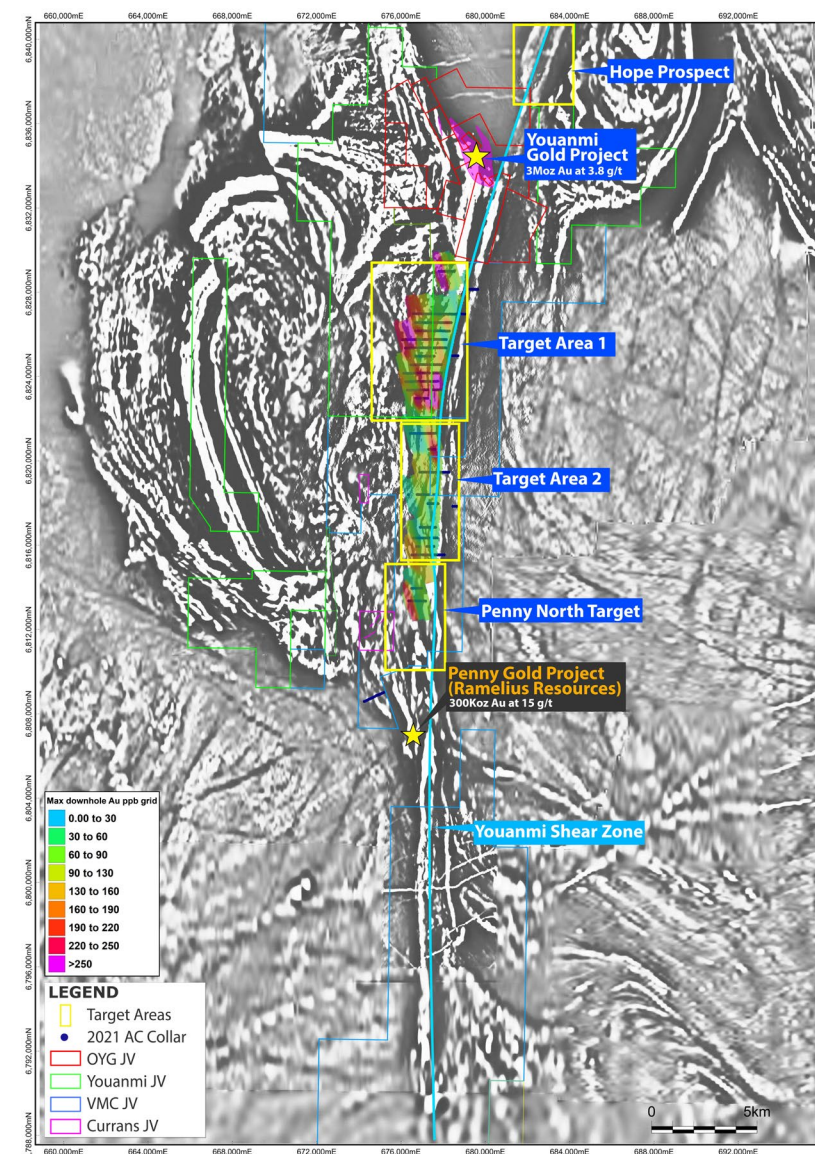 660,000mE 664,000mE 668,000mE 672,000mE 676,000mE 680,000mE 684,000mE 688,000mE 692,000mE
6,840,000mN
Hope Prospect
6,836,000mN
Youanmi
Gold Project
3Moz Au at 3.8 g/t
6,832,000mN
6,828,000mN
Target Area 1
6,824,000mN
6,820,000mN
Target Area 2
6,816,000mN
Penny North Target
6,812,000mN
Penny Gold Project
(Ramelius Resources)
300Koz Au at 15 g/t
6,808,000mN
6,804,000mN
Youanmi Shear Zone
6,800,000mN
6,796,000mN
6,792,000mN
,788,000mN
Max downhole Au ppb grid
0.00 to 30
30 to 60
60 to 90
90 to 130
130 to 160
160 to 190
190 to 220
220 to 250
>250
LEGEND
Target Areas
2021 AC Collar
OYG JV
Youanmi JV
VMC JV
Currans JV
0 5km
660,000mE 664,000mE 668,000mE 672,000mE 676,000mE 680,000mE 684,000mE 688,000mE 692,000mE